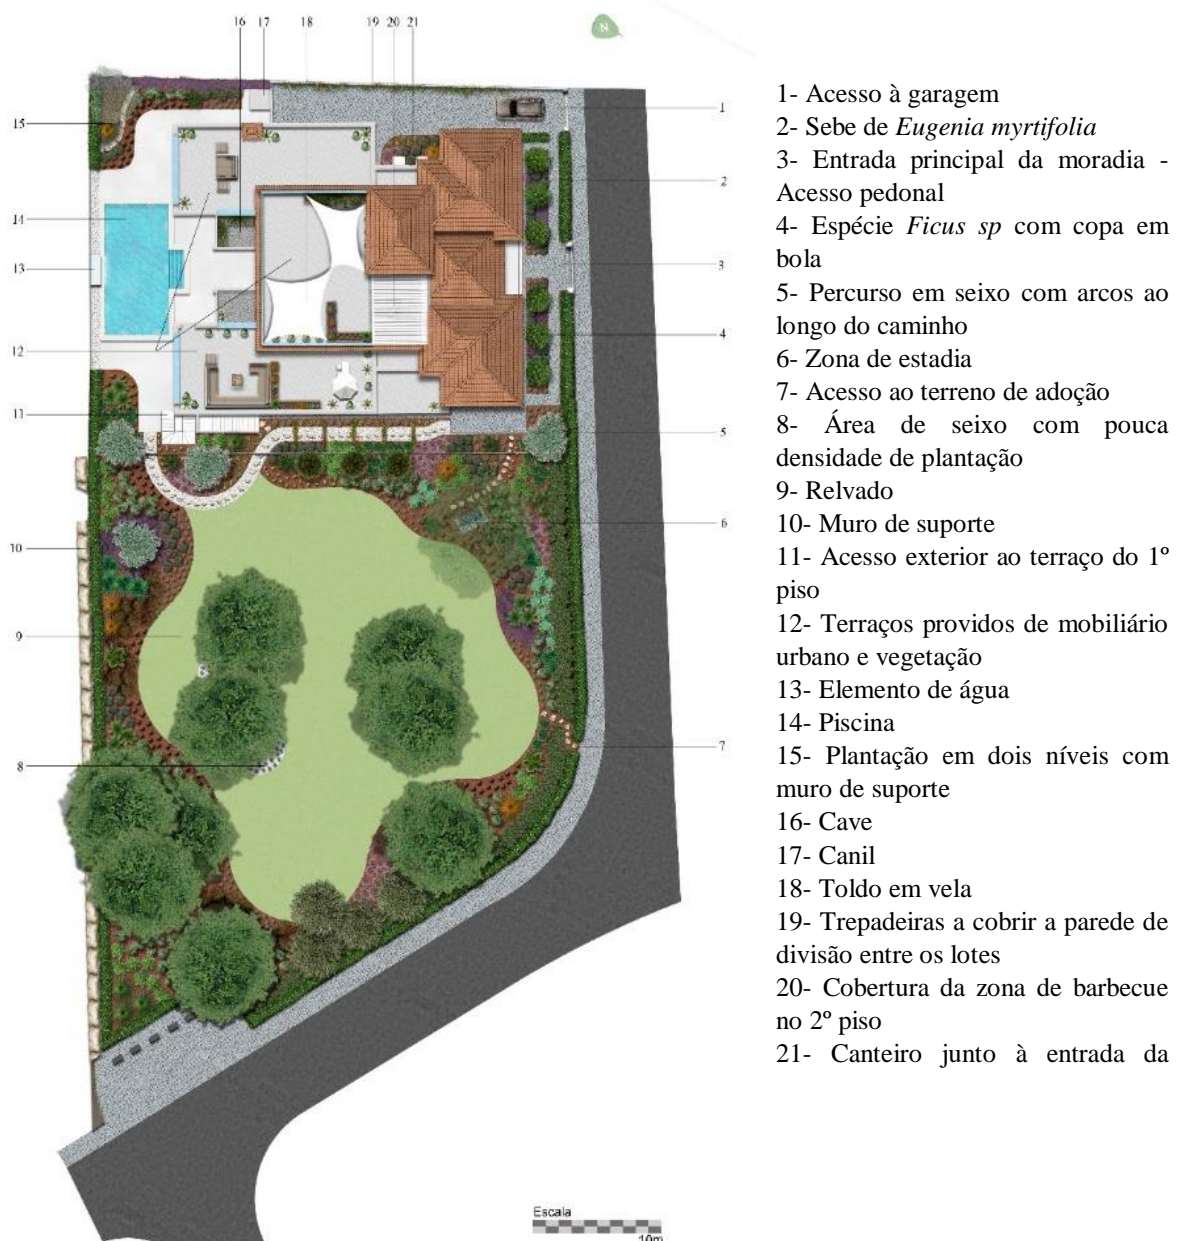 16 17 18 19 20 21
N
15
14
13
12
11
10
9
8
1
2
3
4
5
6
7
1- Acesso à garagem
2- Sebe de Eugenia myrtifolia
3- Entrada principal da moradia -
Acesso pedonal
4- Espécie Ficus sp com copa em
bola
5- Percurso em seixo com arcos ao
longo do caminho
6- Zona de estadia
7- Acesso ao terreno de adoção
8- Área de seixo com pouca
densidade de plantação
9- Relvado
10- Muro de suporte
11- Acesso exterior ao terraço do 1º
piso
12- Terraços providos de mobiliário
urbano e vegetação
13- Elemento de água
14- Piscina
15- Plantação em dois níveis com
muro de suporte
16- Cave
17- Canil
18- Toldo em vela
19- Trepadeiras a cobrir a parede de
divisão entre os lotes
20- Cobertura da zona de barbecue
no 2º piso
21- Canteiro junto à entrada da
Escala
10m